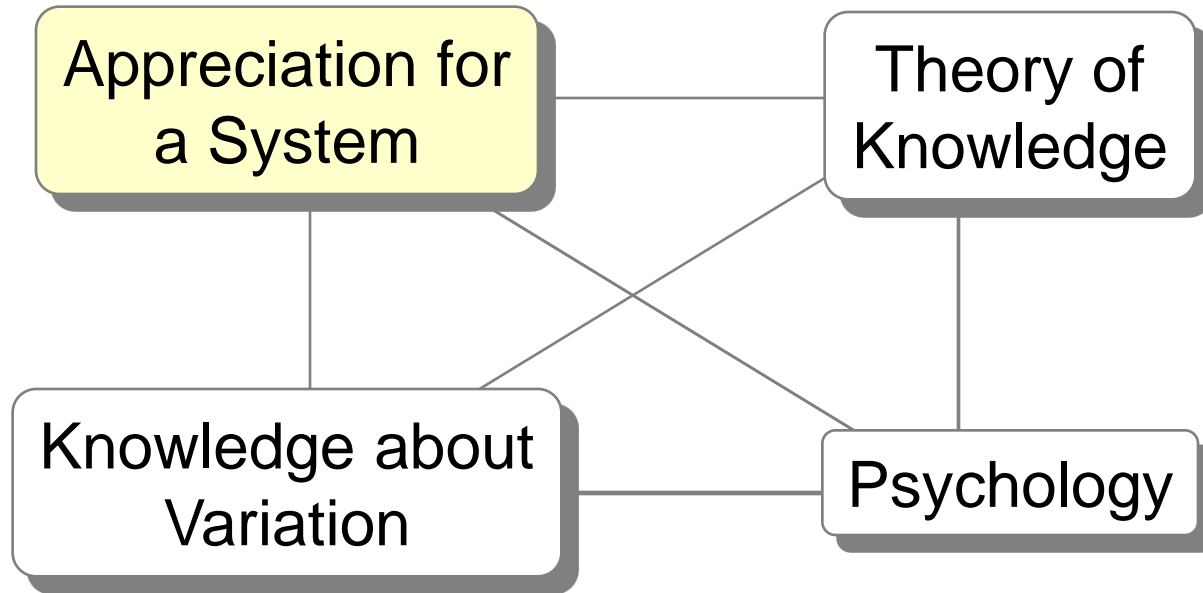 Appreciation for
a System
Theory of
Knowledge
Knowledge about
Variation
Psychology